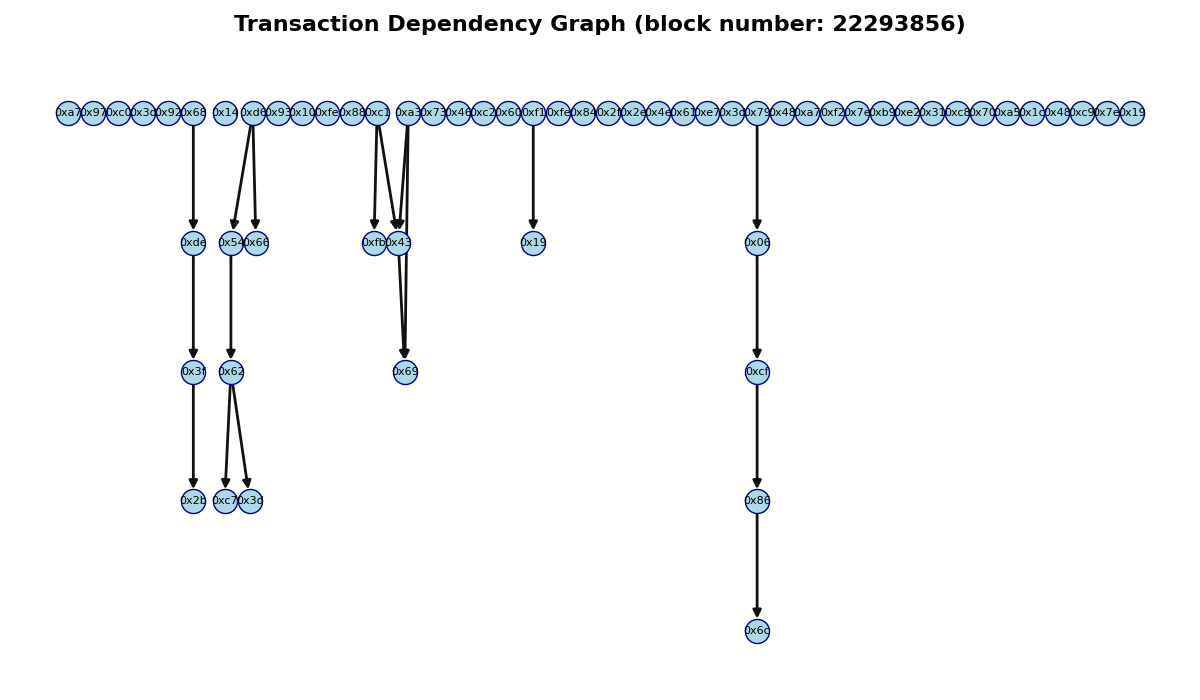 Transaction Dependency Graph (block number: 22293856)
0xa7 0x97 0xc0 0x3d 0x92 0x68 0x14 0xd6 0x93 0x10 0xfe 0x88 0xc1 0xa3 0x73 0x46 0xc2 0x60 0xf1 0xfe 0x84 0x2f 0x2e 0x4e 0x61 0xe7 0x3d 0x79 0x48 0xa7 0xf2 0x7e 0xb9 0xe2 0x31 0xc8 0x70 0xa5 0x1c 0x48 0xc9 0x7e 0x19
0xde 0x54 0x66 0xfb 0x43 0x19 0x06
0x3f 0x62 0x69 0xcf
0x2b 0xc7 0x3d 0x86
0x6c